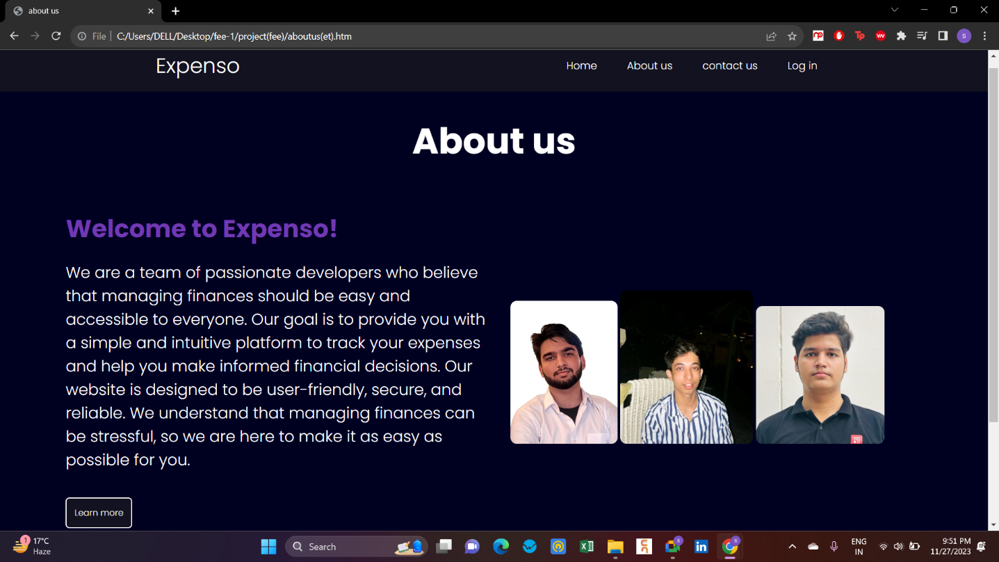 about us
File
C:/Users/DELL/Desktop/fee-1/project(fee)/aboutus(et).htm
Expenso
Home
About us
contact us
Log in
About us
Welcome to Expenso!
We are a team of passionate developers who believe
that managing finances should be easy and
accessible to everyone. Our goal is to provide you with
a simple and intuitive platform to track your expenses
and help you make informed financial decisions. Our
website is designed to be user-friendly, secure, and
reliable. We understand that managing finances can
be stressful, so we are here to make it as easy as
possible for you.
Learn more
1
17°C
Haze
Search
ENG
IN
9:51 PM
11/27/2023